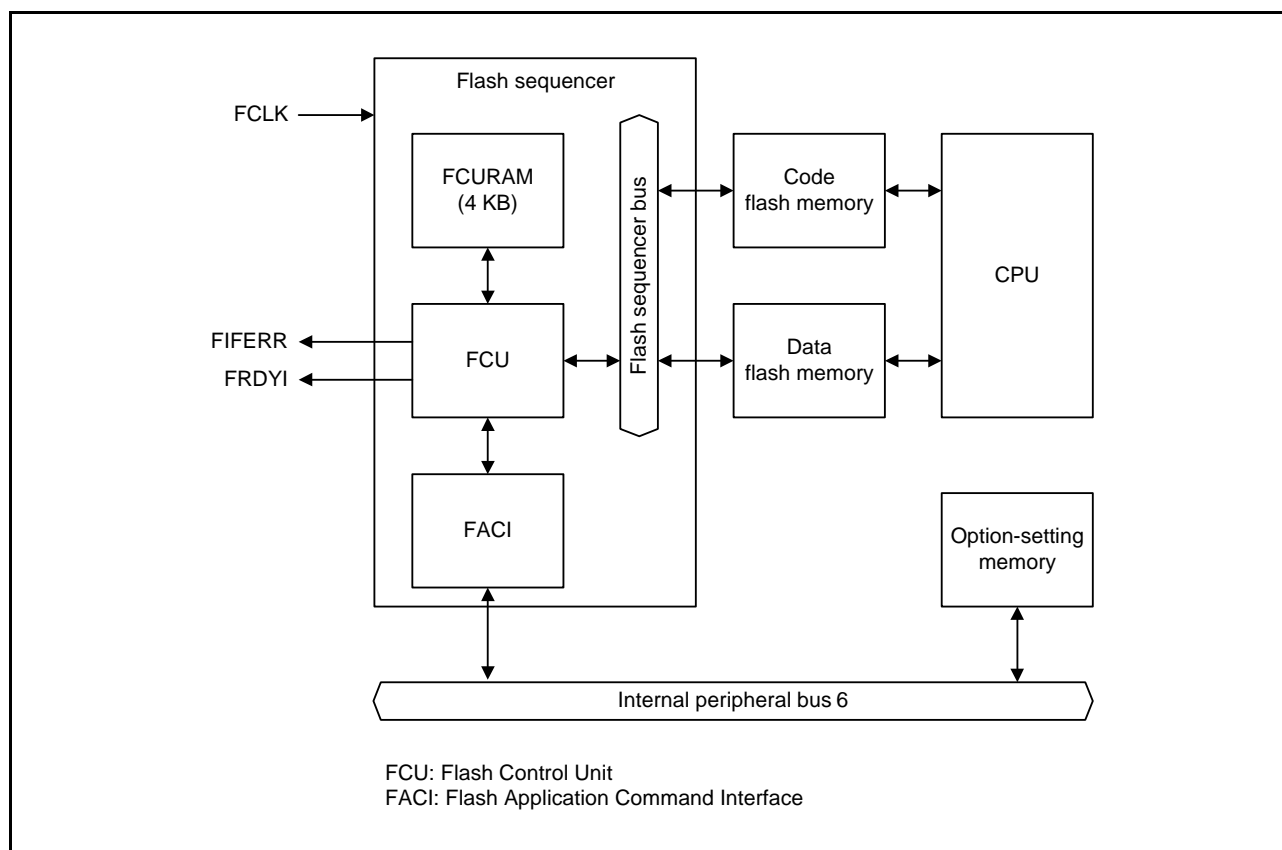 Flash sequencer
FCLK
FCURAM
(4 KB)
Flash sequencer bus
Code
flash memory
CPU
FIFERR
FRDYI
FCU
Data
flash memory
FACI
Option-setting
memory
Internal peripheral bus 6
FCU: Flash Control Unit
FACI: Flash Application Command Interface